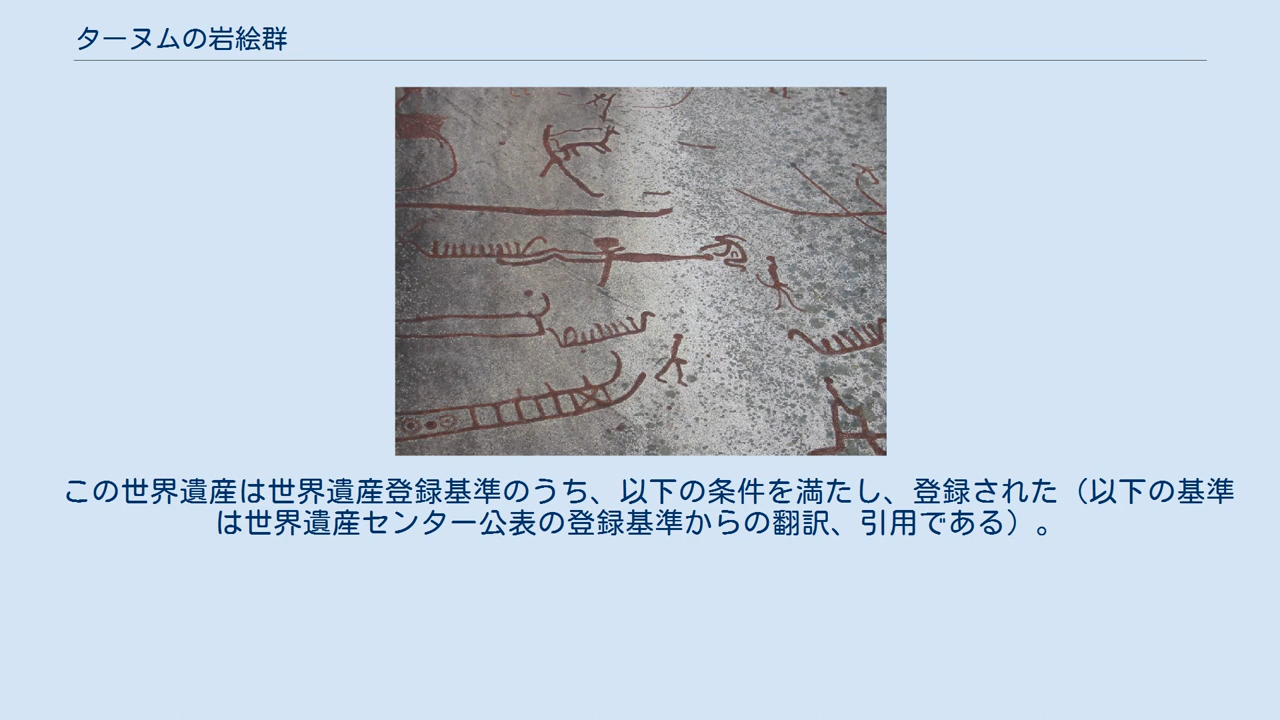 ターヌムの岩絵群
この世界遺産は世界遺産登録基準のうち、以下の条件を満たし、登録された（以下の基準
は世界遺産センター公表の登録基準からの翻訳、引用である）。